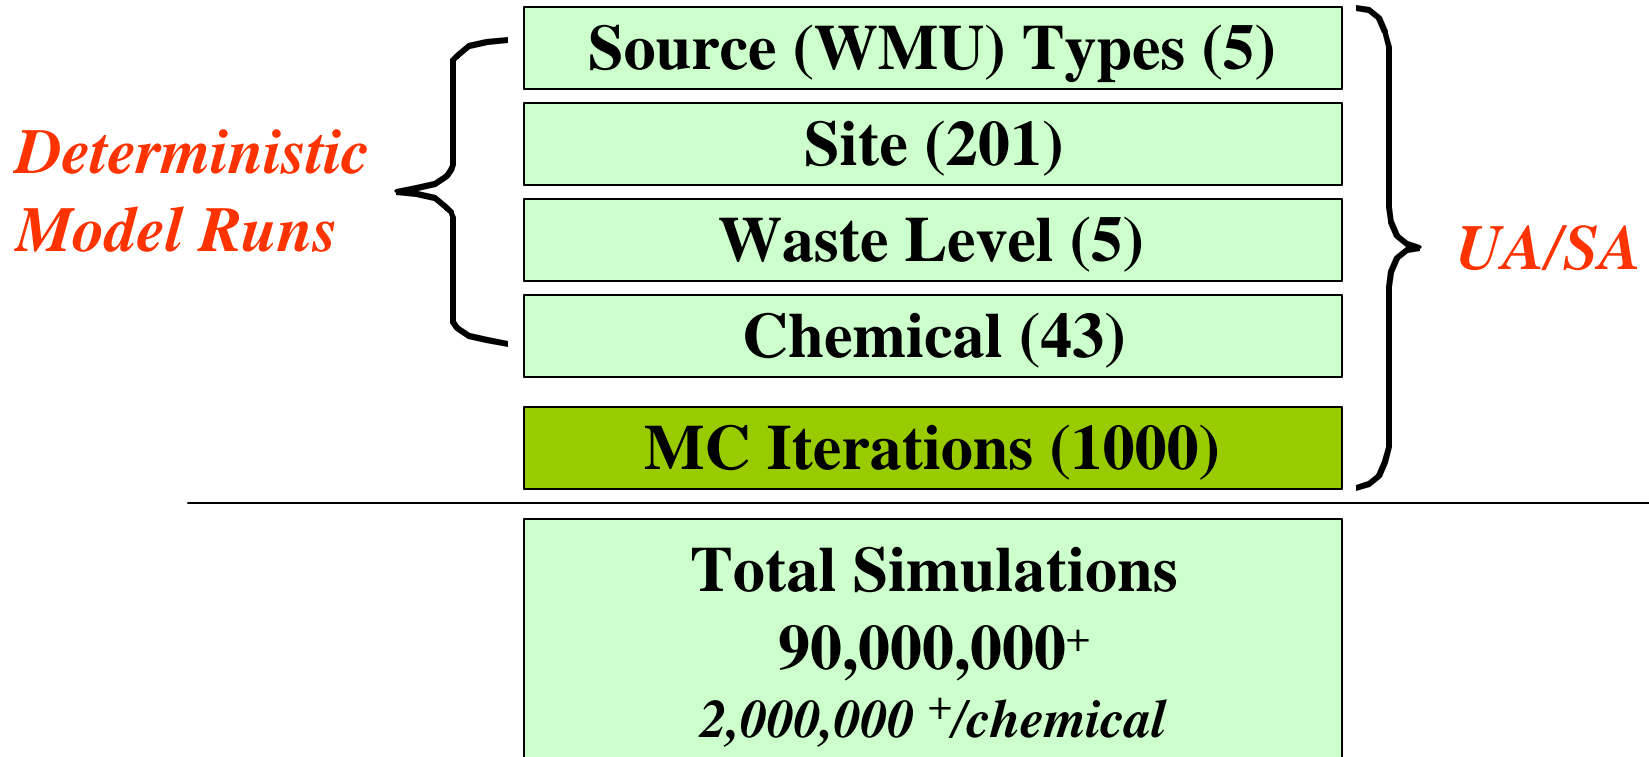 Source (WMU) Types (5)
Site (201)
Waste Level (5)
Chemical (43)
MC Iterations (1000)
Deterministic
Model Runs
UA/SA
Total Simulations
90,000,000⁺
2,000,000 ⁺/chemical